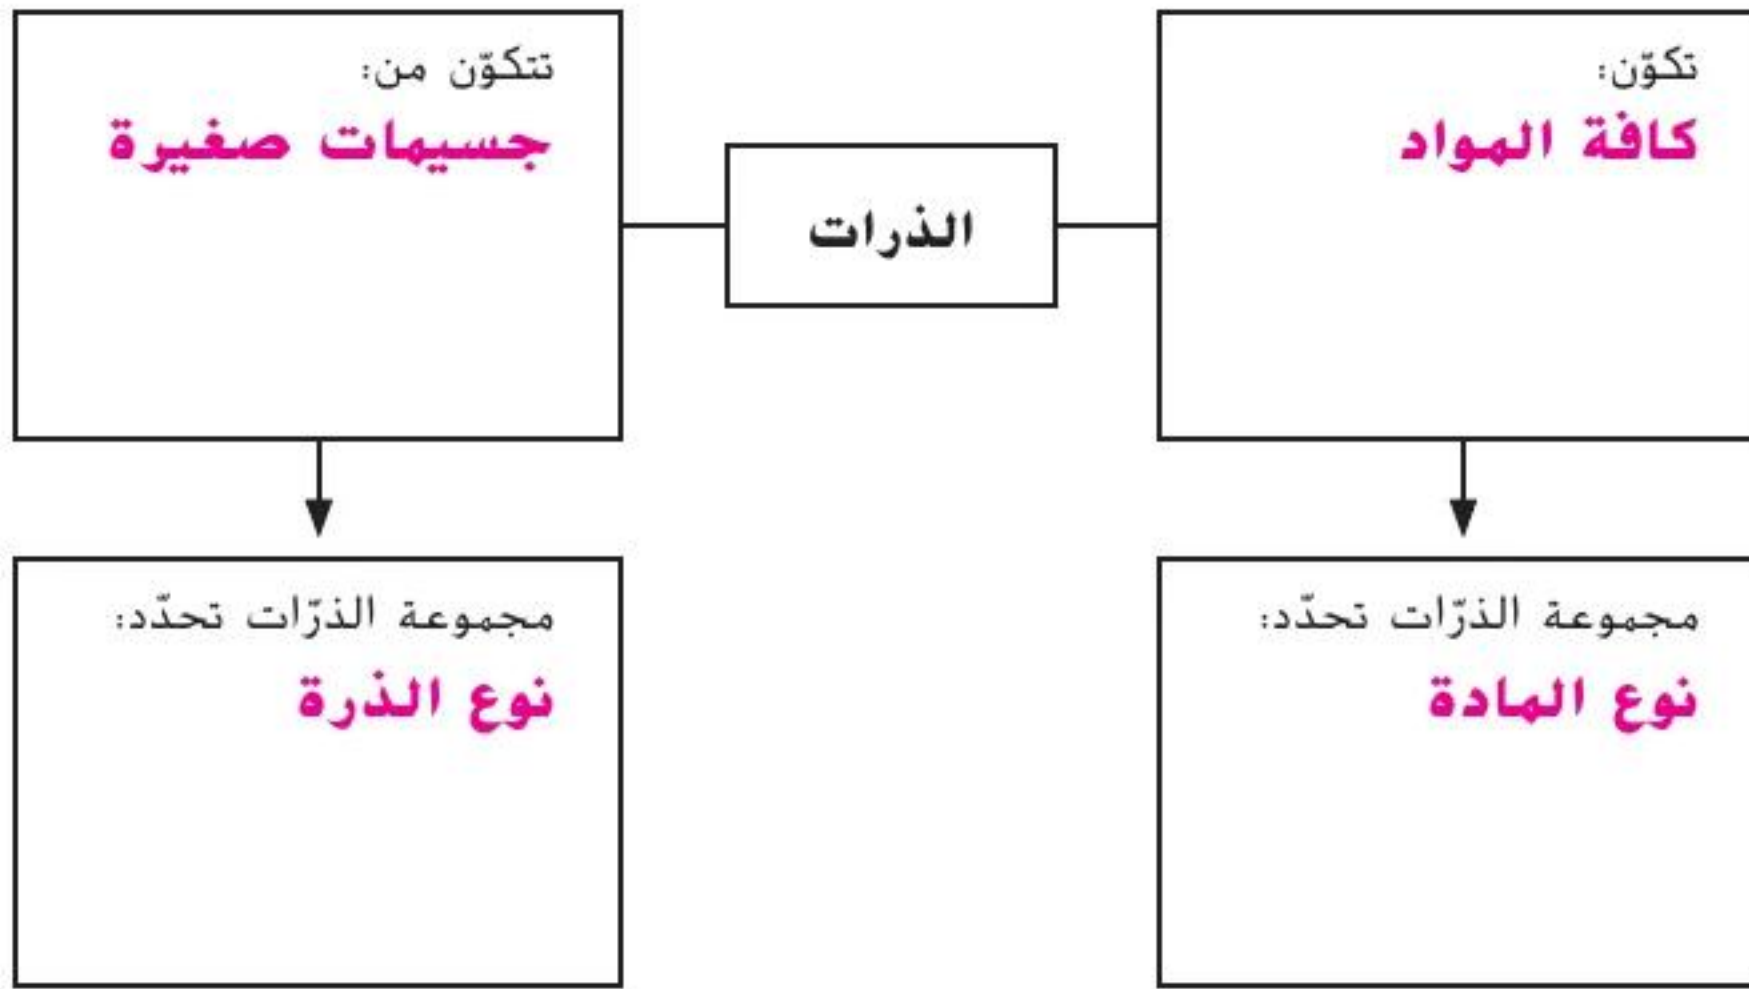 تكوّن:
كافة المواد
الذرات
تتكوّن من:
جسيمات صغيرة
مجموعة الذرّات تحدّد:
نوع المادة
مجموعة الذرّات تحدّد:
نوع الذرة